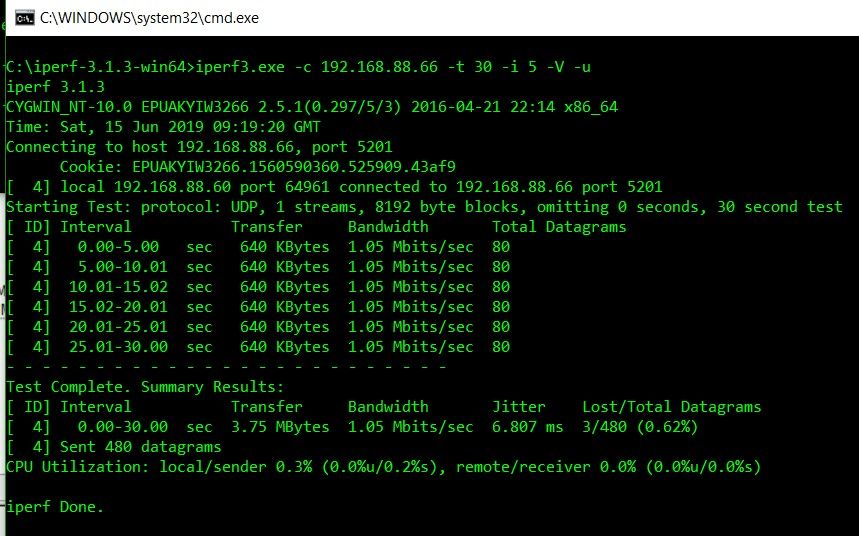 C:\WINDOWS\system32\cmd.exe
C:\iperf-3.1.3-win64>iperf3.exe -c 192.168.88.66 -t 30 -i 5 -V -u
iperf 3.1.3
CYGWIN_NT-10.0 EPUAKYIW3266 2.5.1(0.297/5/3) 2016-04-21 22:14 x86_64
Time: Sat, 15 Jun 2019 09:19:20 GMT
Connecting to host 192.168.88.66, port 5201
      Cookie: EPUAKYIW3266.1560590360.525909.43af9
[  4] local 192.168.88.60 port 64961 connected to 192.168.88.66 port 5201
Starting Test: protocol: UDP, 1 streams, 8192 byte blocks, omitting 0 seconds, 30 second test
[ ID] Interval           Transfer     Bandwidth       Total Datagrams
[  4]   0.00-5.00   sec   640 KBytes  1.05 Mbits/sec  80
[  4]   5.00-10.01  sec   640 KBytes  1.05 Mbits/sec  80
[  4]  10.01-15.02  sec   640 KBytes  1.05 Mbits/sec  80
[  4]  15.02-20.01  sec   640 KBytes  1.05 Mbits/sec  80
[  4]  20.01-25.01  sec   640 KBytes  1.05 Mbits/sec  80
[  4]  25.01-30.00  sec   640 KBytes  1.05 Mbits/sec  80
- - - - - - - - - - - - - - - - - - - - - - - - -
Test Complete. Summary Results:
[ ID] Interval           Transfer     Bandwidth       Jitter    Lost/Total Datagrams
[  4]   0.00-30.00  sec  3.75 MBytes  1.05 Mbits/sec  6.807 ms  3/480 (0.62%)
[  4] Sent 480 datagrams
CPU Utilization: local/sender 0.3% (0.0%u/0.2%s), remote/receiver 0.0% (0.0%u/0.0%s)
iperf Done.